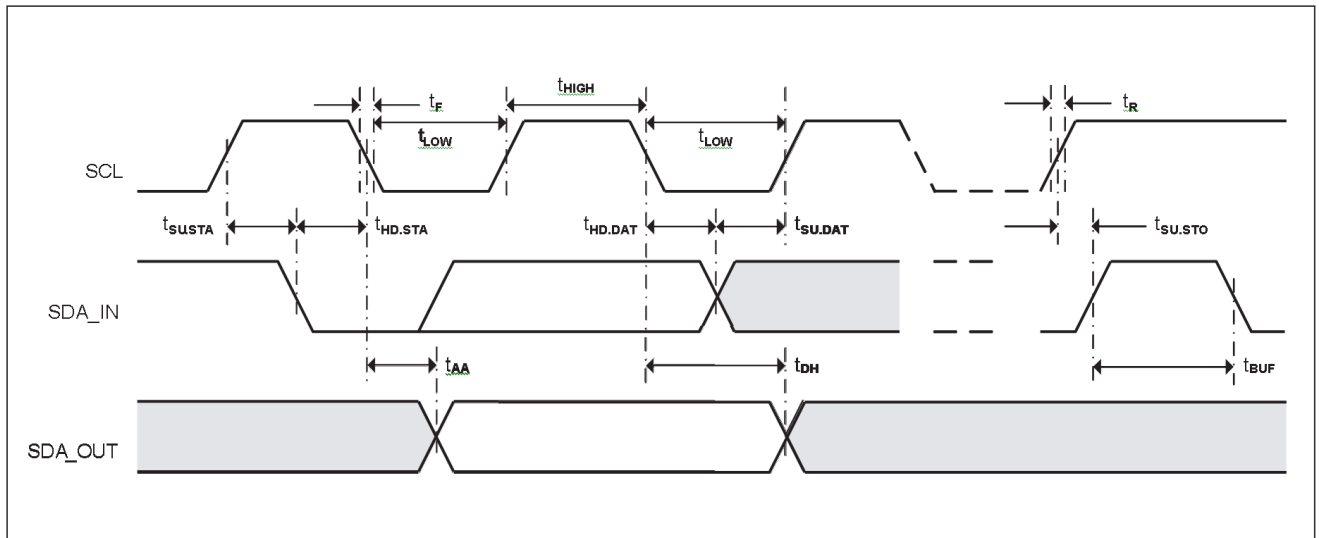 tHIGH
tF
tR
tLOW
tLOW
SCL
tSU.STA
tHD.STA
tHD.DAT
tSU.DAT
tSU.STO
SDA_IN
tAA
tDH
tBUF
SDA_OUT